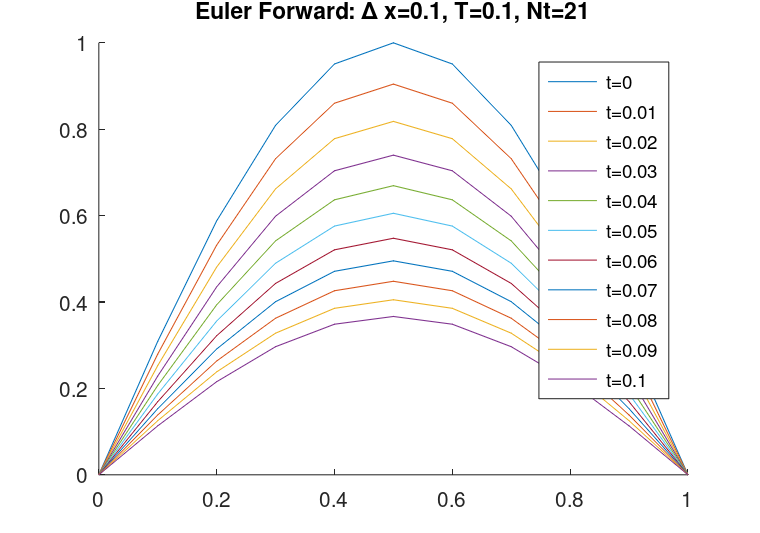 Euler Forward: Δ x=0.1, T=0.1, Nt=21
1
0.8
0.6
0.4
0.2
0
0
0.2
0.4
0.6
0.8
1
t=0
t=0.01
t=0.02
t=0.03
t=0.04
t=0.05
t=0.06
t=0.07
t=0.08
t=0.09
t=0.1